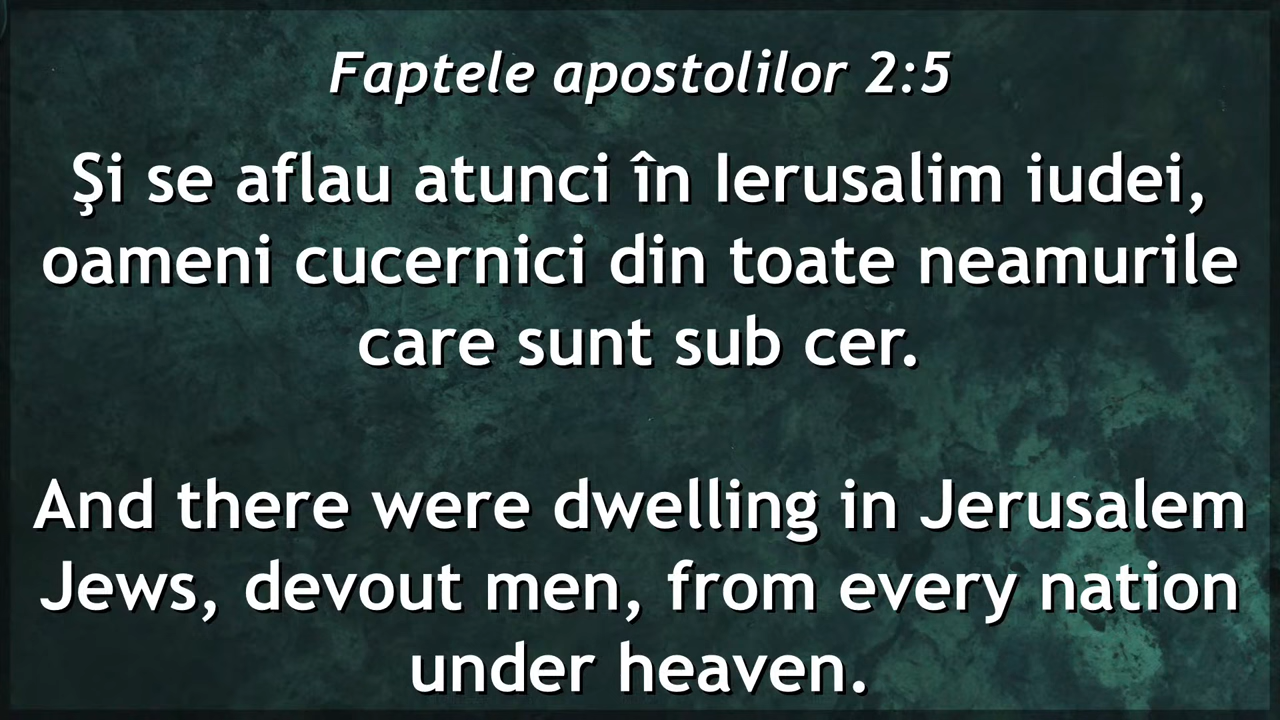 Faptele apostolilor 2:5
Şi se aflau atunci în Ierusalim iudei,
oameni cucernici din toate neamurile
care sunt sub cer.
And there were dwelling in Jerusalem
Jews, devout men, from every nation
under heaven.